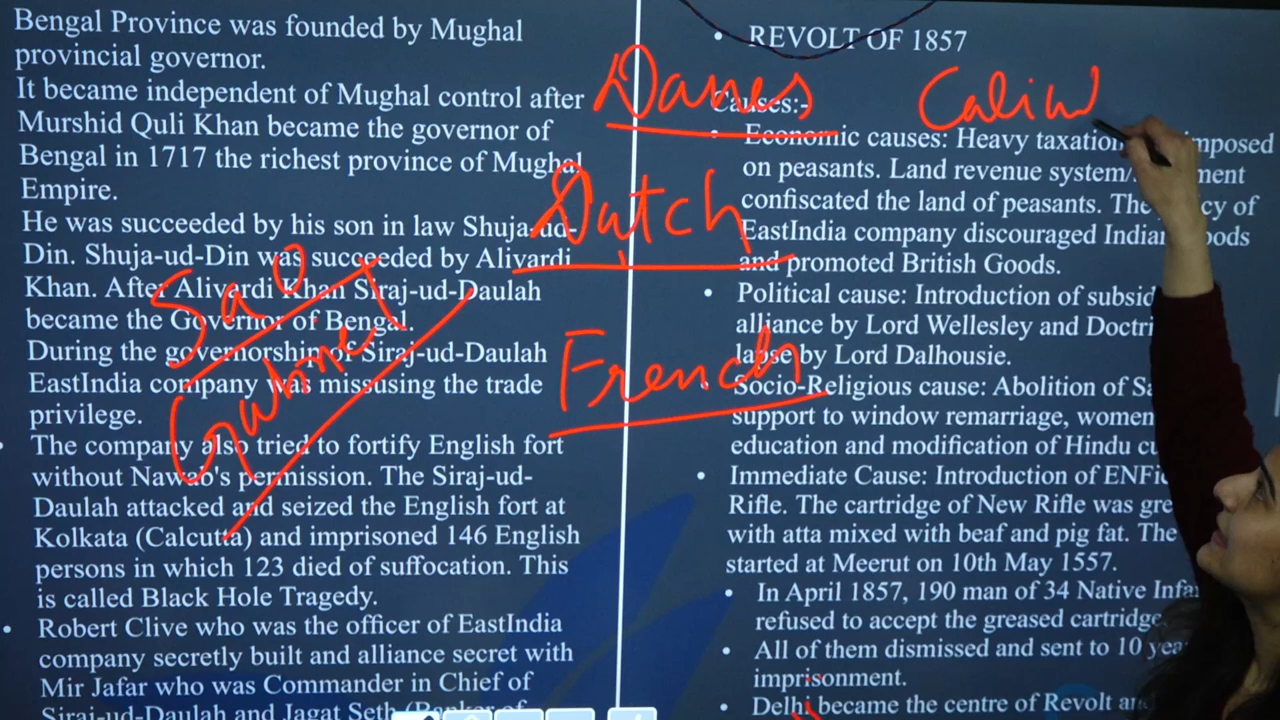 Bengal Province was founded by Mughal
provincial governor.
It became independent of Mughal control after
Murshid Quli Khan became the governor of
Bengal in 1717 the richest province of Mughal
Empire.
He was succeeded by his son in law Shuja-ud-
Din. Shuja-ud-Din was succeeded by Alivardi
Khan. After Alivardi Khan Siraj-ud-Daulah
became the Governor of Bengal.
During the governorship of Siraj-ud-Daulah
EastIndia company was missusing the trade
privilege.
• The company also tried to fortify English fort
without Nawab's permission. The Siraj-ud-
Daulah attacked and seized the English fort at
Kolkata (Calcutta) and imprisoned 146 English
persons in which 123 died of suffocation. This
is called Black Hole Tragedy.
• Robert Clive who was the officer of EastIndia
company secretly built and alliance secret with
Mir Jafar who was Commander in Chief of
Siraj-ud-Daulah and Jagat Seth (Banker of
Sao
Gabriel
Danes
Dutch
French
• REVOLT OF 1857
Causes:-
• Economic causes: Heavy taxation imposed
on peasants. Land revenue system/
confiscated the land of peasants. The
EastIndia company discouraged Indian
and promoted British Goods.
• Political cause: Introduction of
alliance by Lord Wellesley and
lapse by Lord Dalhousie.
• Socio-Religious cause: Abolition of
support to window remarriage, women
education and modification of Hindu
• Immediate Cause: Introduction of
Rifle. The cartridge of New Rifle was
with atta mixed with beaf and pig fat. The
started at Meerut on 10th May 1557.
• In April 1857, 190 man of 34 Native
refused to accept the greased cartridge
• All of them dismissed and sent to 10
imprisonment.
• Delhi became the centre of Revolt